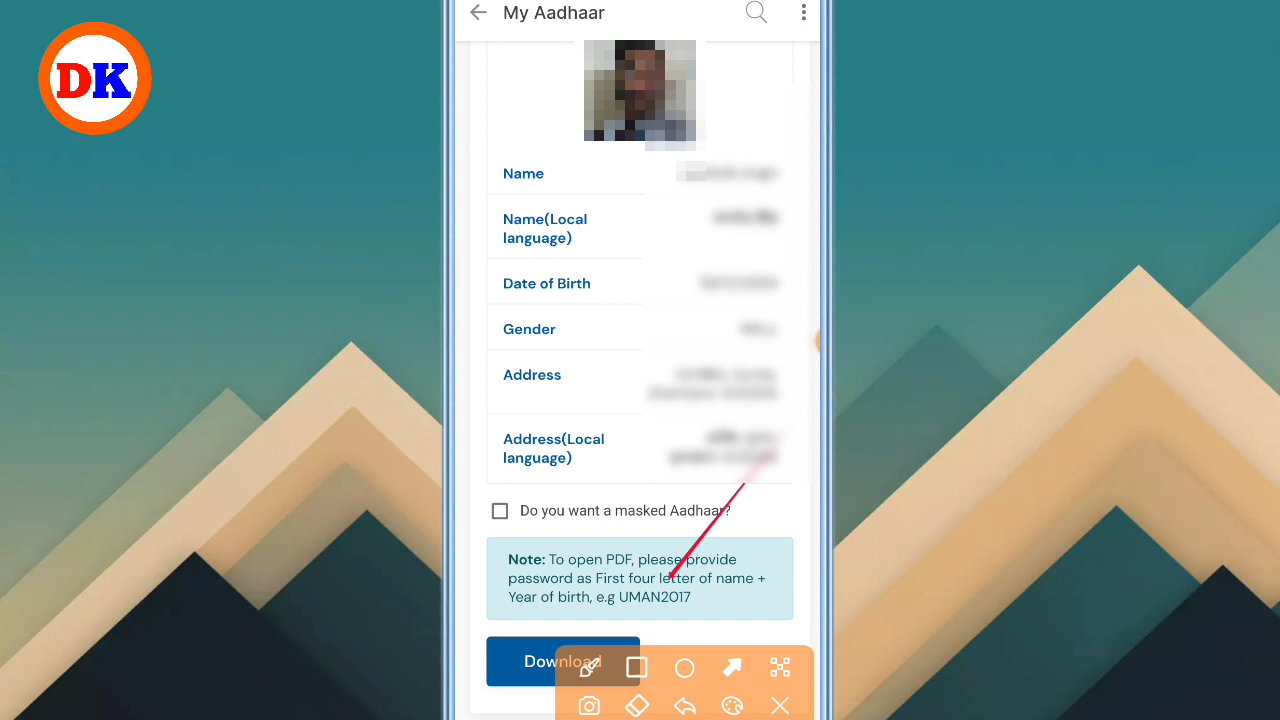 My Aadhaar
DK
Name
Name(Local
language)
Date of Birth
Gender
Address
Address(Local
language)
Do you want a masked Aadhaar?
Note: To open PDF, please provide
password as First four letter of name +
Year of birth, e.g UMAN2017
Download